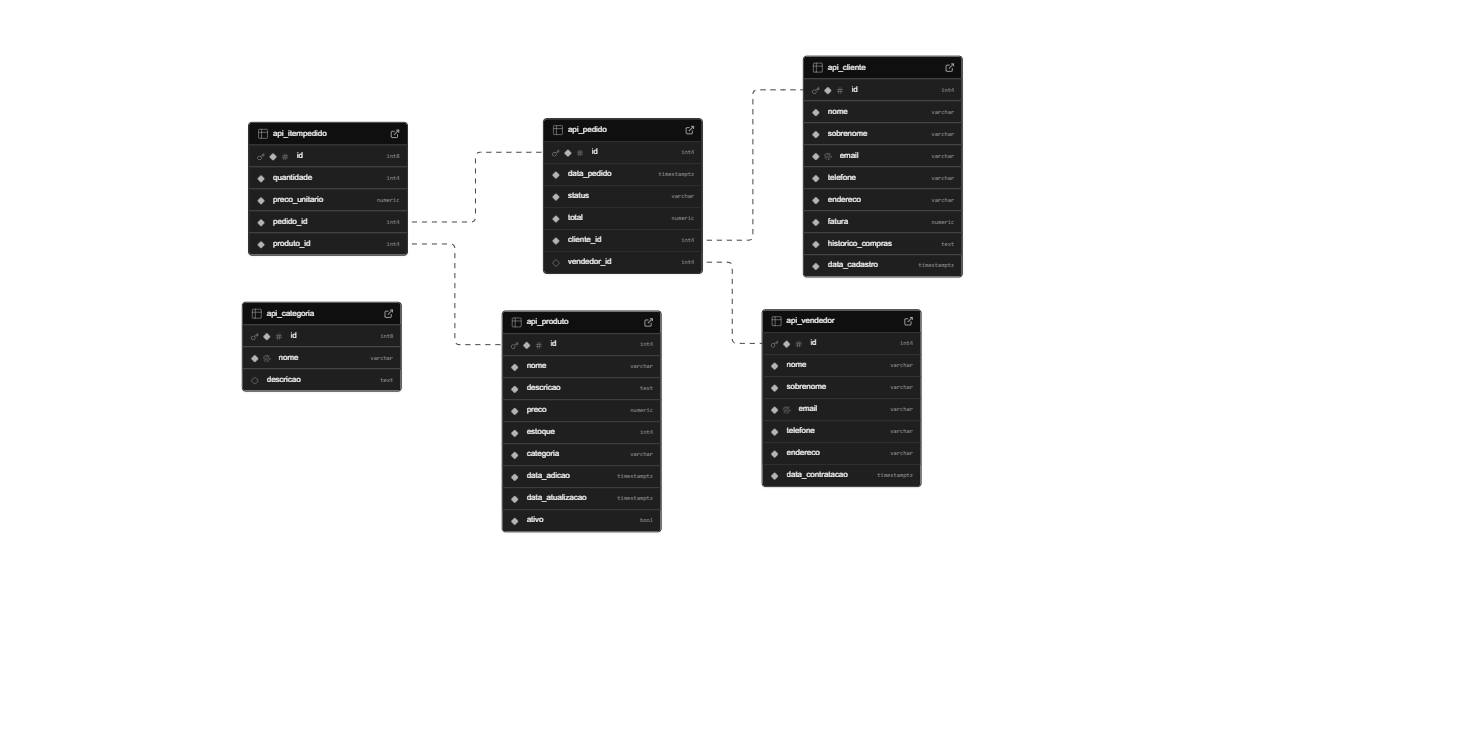 api_itempedido
id int8
quantidade int4
preco_unitario numeric
pedido_id int4
produto_id int4
api_categoria
id int8
nome varchar
descricao text
api_pedido
id int4
data_pedido timestamptz
status varchar
total numeric
cliente_id int4
vendedor_id int4
api_produto
id int4
nome varchar
descricao text
preco numeric
estoque int4
categoria varchar
data_adicao timestamptz
data_atualizacao timestamptz
ativo bool
api_cliente
id int4
nome varchar
sobrenome varchar
email varchar
telefone varchar
endereco varchar
fatura numeric
historico_compras text
data_cadastro timestamptz
api_vendedor
id int4
nome varchar
sobrenome varchar
email varchar
telefone varchar
endereco varchar
data_contratacao timestamptz